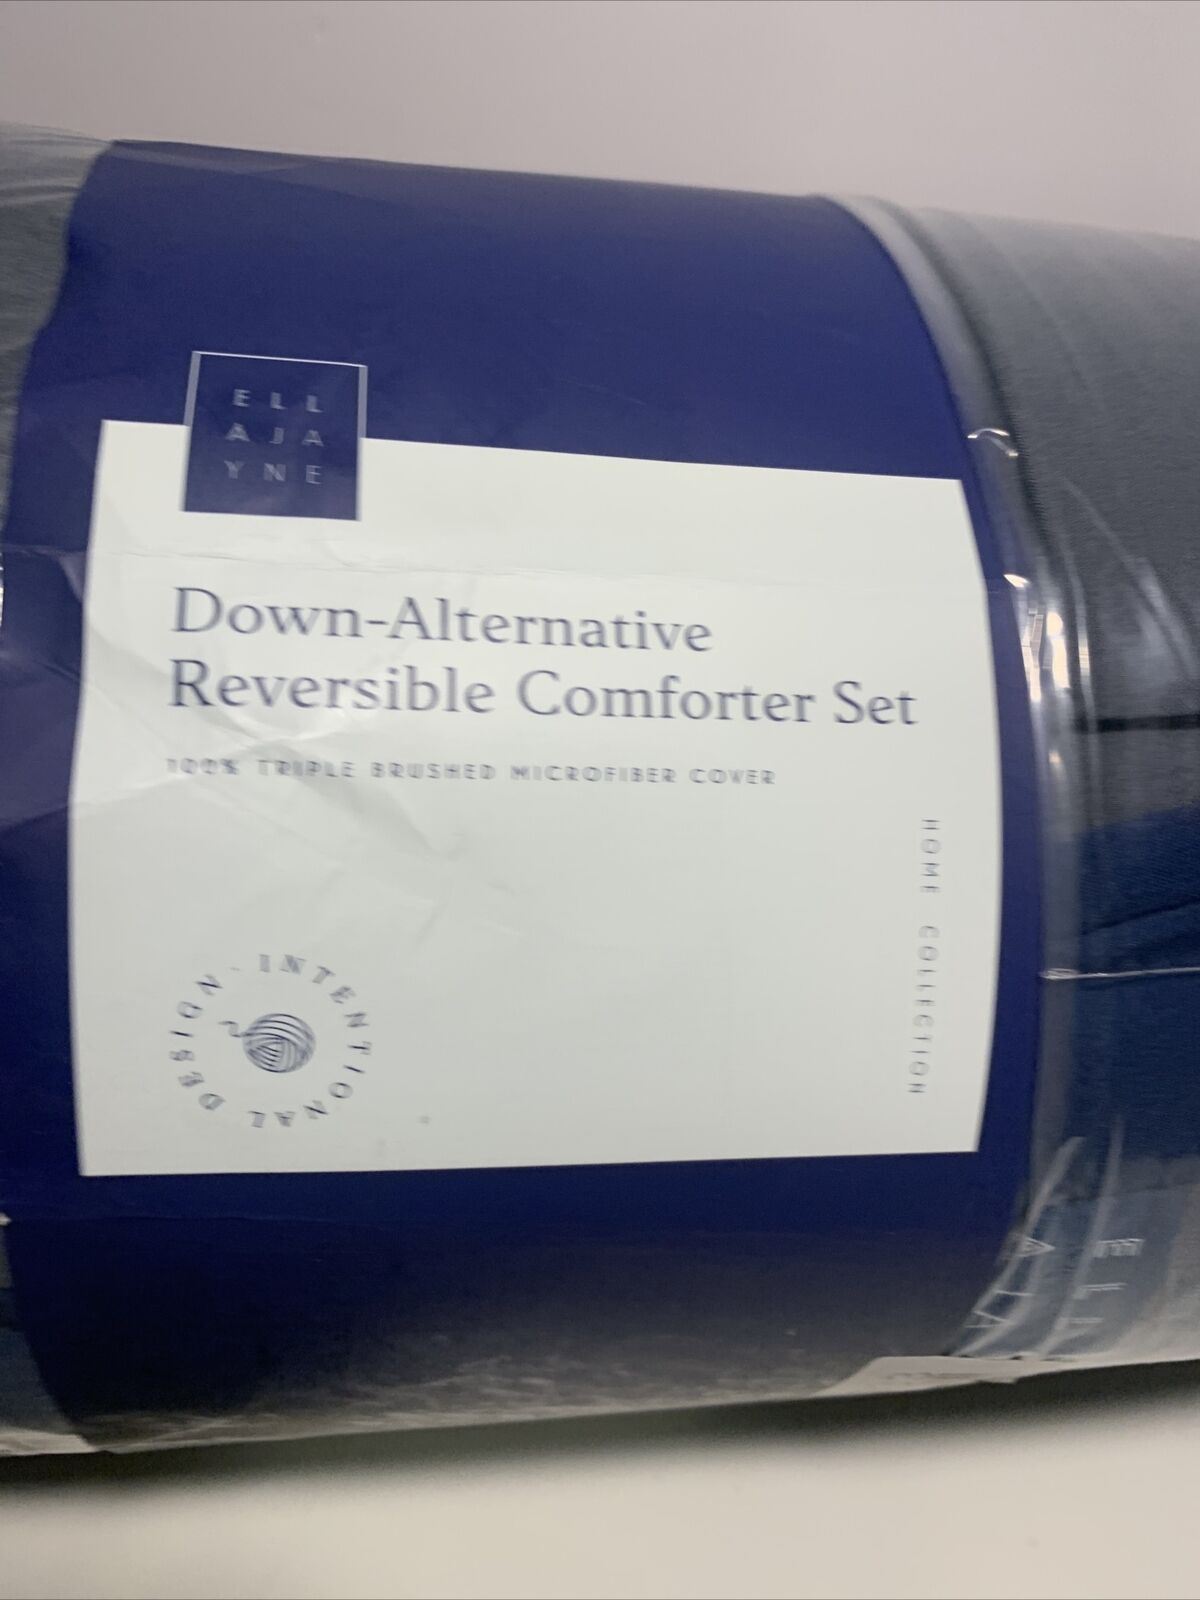 ELL
AJA
YNE
Down-Alternative
Reversible Comforter Set
100% TRIPLE BRUSHED MICROFIBER COVER
HOME COLLECTION
INTENTIONAL DESIGN ·